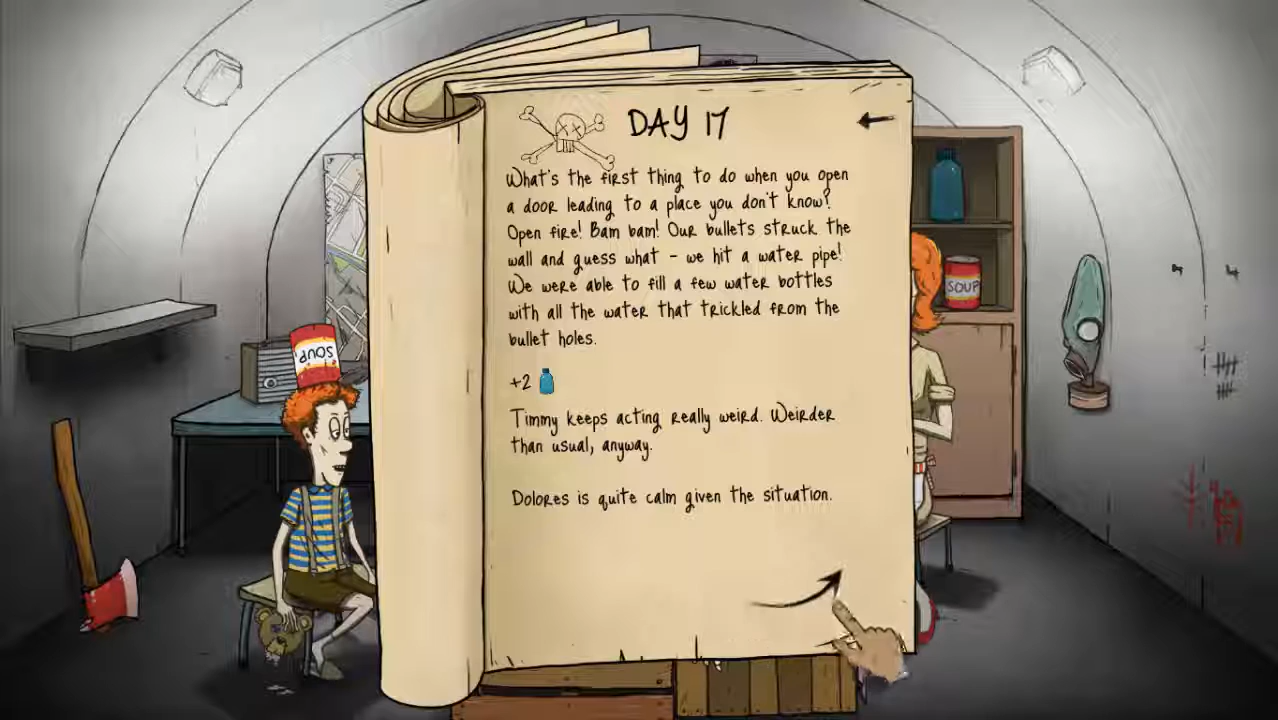 DAY 17
What's the first thing to do when you open
a door leading to a place you don't know?
Open fire! Bam bam! Our bullets struck the
wall and guess what - we hit a water pipe!
We were able to fill a few water bottles
with all the water that trickled from the
bullet holes.
+2
Timmy keeps acting really weird. Weirder
than usual, anyway.
Dolores is quite calm given the situation.
SOUP
SOUP